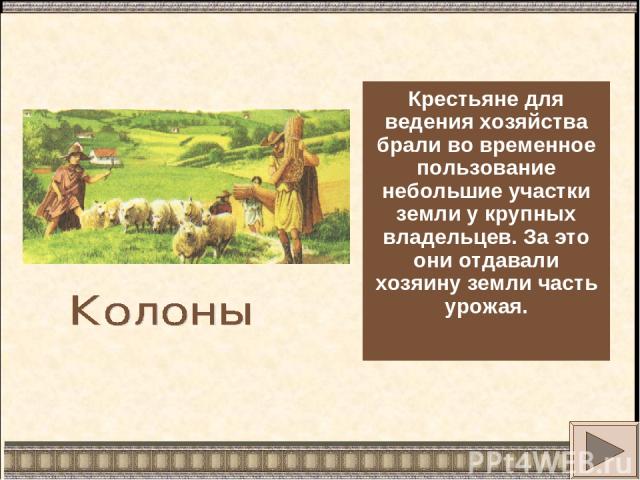 Крестьяне для
ведения хозяйства
брали во временное
пользование
небольшие участки
земли у крупных
владельцев. За это
они отдавали
хозяину земли часть
урожая.
Колоны
PPt4WEB.ru